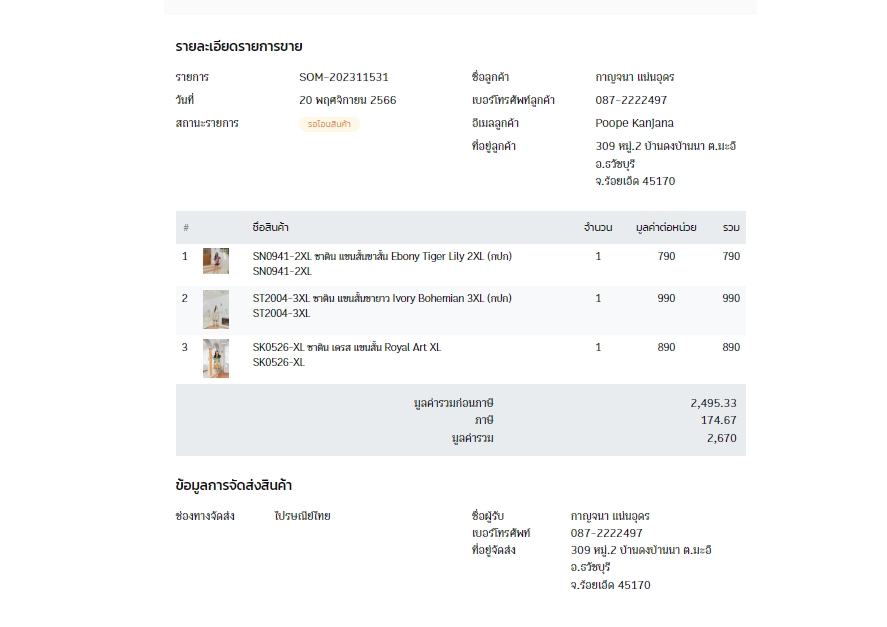 รายละเอียดรายการขาย
รายการ SOM-202311531 ชื่อลูกค้า กาญจนา แน่นอุดร
วันที่ 20 พฤศจิกายน 2566 เบอร์โทรศัพท์ลูกค้า 087-2222497
สถานะรายการ รอโอนสินค้า อีเมลลูกค้า Poope Kanjana
ที่อยู่ลูกค้า 309 หมู่.2 บ้านดงบ้านนา ต.มะอึ
อ.ธวัชบุรี
จ.ร้อยเอ็ด 45170
# ชื่อสินค้า จำนวน มูลค่าต่อหน่วย รวม
1 SN0941-2XL ซาติน แขนสั้นขาสั้น Ebony Tiger Lily 2XL (กปก) 1 790 790
SN0941-2XL
2 ST2004-3XL ซาติน แขนสั้นขายาว Ivory Bohemian 3XL (กปก) 1 990 990
ST2004-3XL
3 SK0526-XL ซาติน เดรส แขนสั้น Royal Art XL 1 890 890
SK0526-XL
มูลค่ารวมก่อนภาษี 2,495.33
ภาษี 174.67
มูลค่ารวม 2,670
ข้อมูลการจัดส่งสินค้า
ช่องทางจัดส่ง ไปรษณีย์ไทย ชื่อผู้รับ กาญจนา แน่นอุดร
เบอร์โทรศัพท์ 087-2222497
ที่อยู่จัดส่ง 309 หมู่.2 บ้านดงบ้านนา ต.มะอึ
อ.ธวัชบุรี
จ.ร้อยเอ็ด 45170